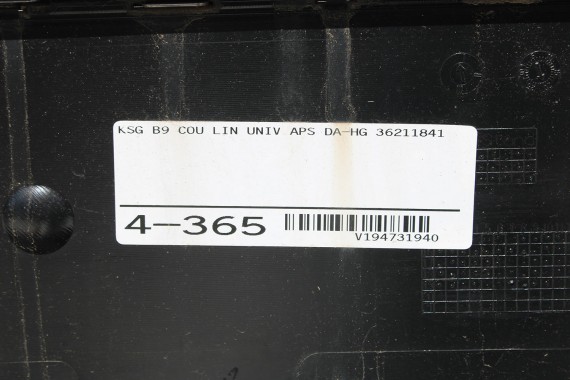 KSG B9 COU LIN UNIV APS DA-HG 36211841
4-365
V194731940